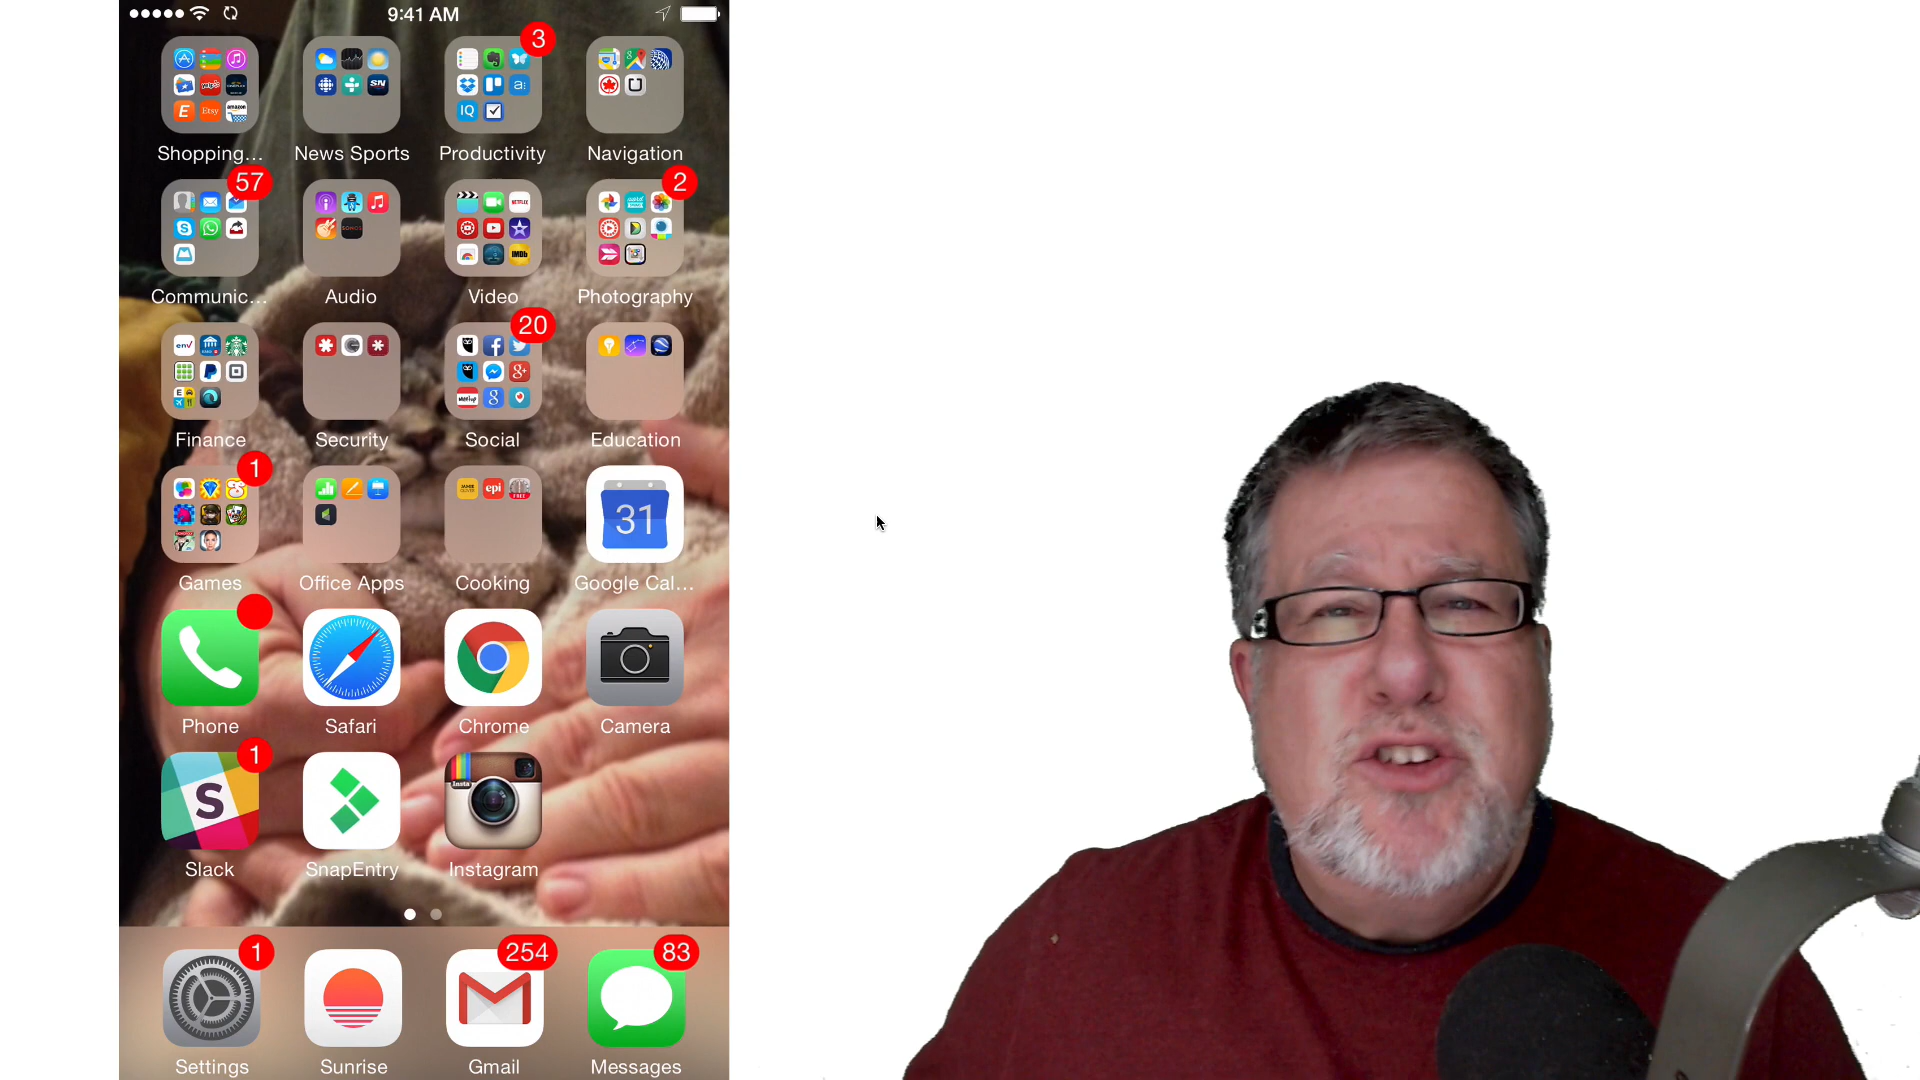 9:41 AM
3
Shopping... News Sports Productivity Navigation
57 2
Communic... Audio Video Photography
20
Finance Security Social Education
1 31
Games Office Apps Cooking Google Cal...
Phone Safari Chrome Camera
1
S Insta
Slack SnapEntry Instagram
1 254 83
Settings Sunrise Gmail Messages